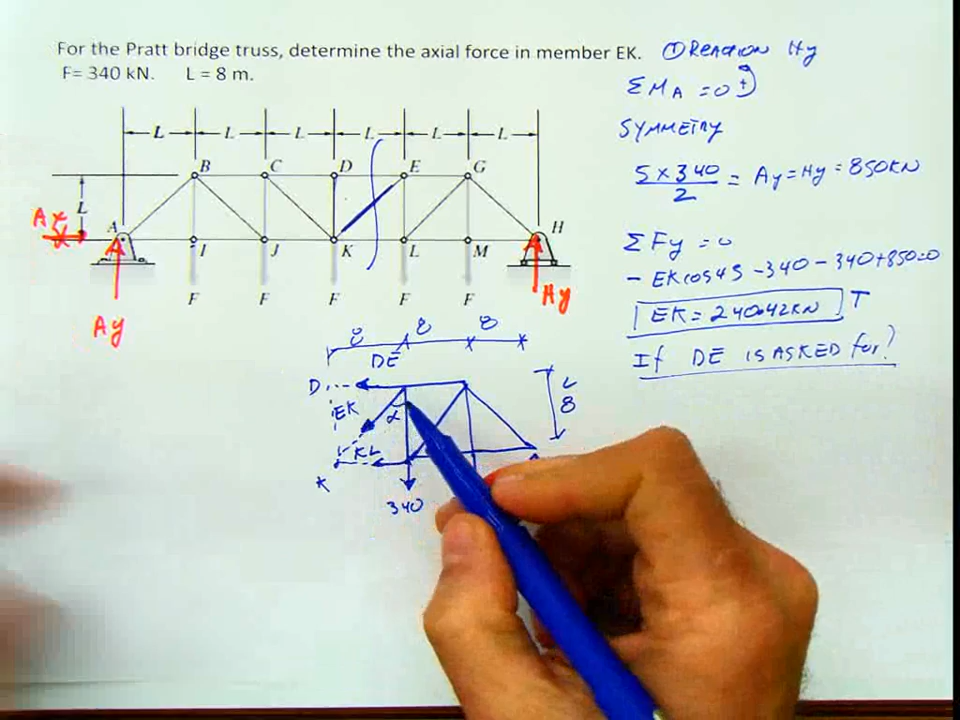 For the Pratt bridge truss, determine the axial force in member EK.
F= 340 kN. L = 8 m.
① Reaction Hy
ΣMA = 0 +
SYMMETRY
5 x 340 / 2 = Ay = Hy = 850KN
ΣFy = 0
- EK cos45 - 340 - 340 + 850 = 0
EK = 240.42KN T
If DE IS ASKED for?
L L L L L L
B C D E G
L
Ax A I J K L M H
F F F F F
Ay Hy
8 8 8
DE
D
EK α L 8
KL
K
340